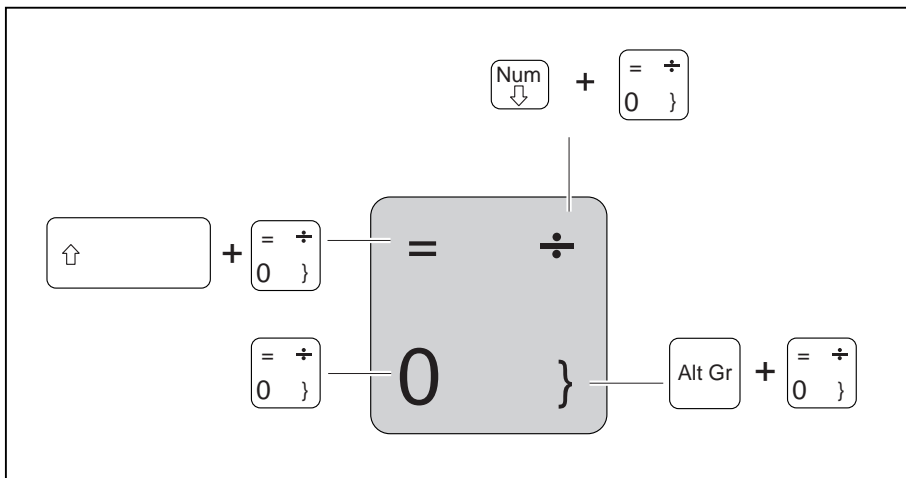 Num ⇩ + = ÷ 0 }
⇧ + = ÷ 0 }
= ÷
= ÷ 0 }
0 }
Alt Gr + = ÷ 0 }